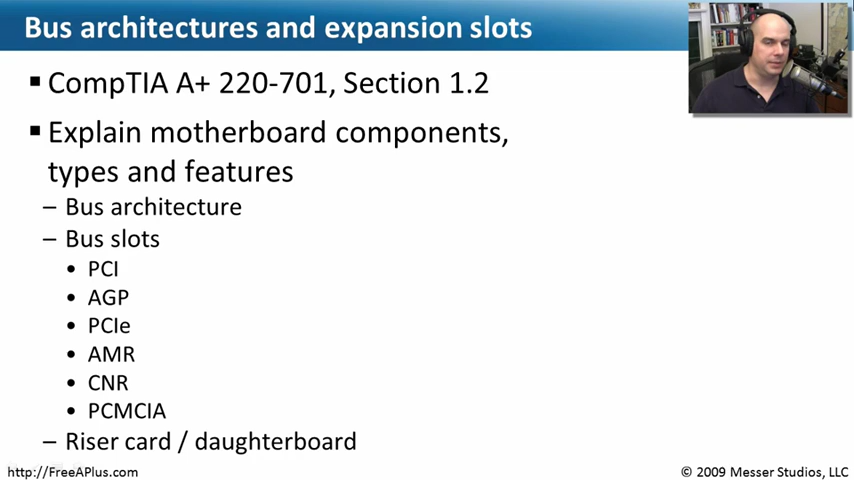 Bus architectures and expansion slots
▪ CompTIA A+ 220-701, Section 1.2
▪ Explain motherboard components,
types and features
– Bus architecture
– Bus slots
• PCI
• AGP
• PCIe
• AMR
• CNR
• PCMCIA
– Riser card / daughterboard
http://FreeAPlus.com
© 2009 Messer Studios, LLC